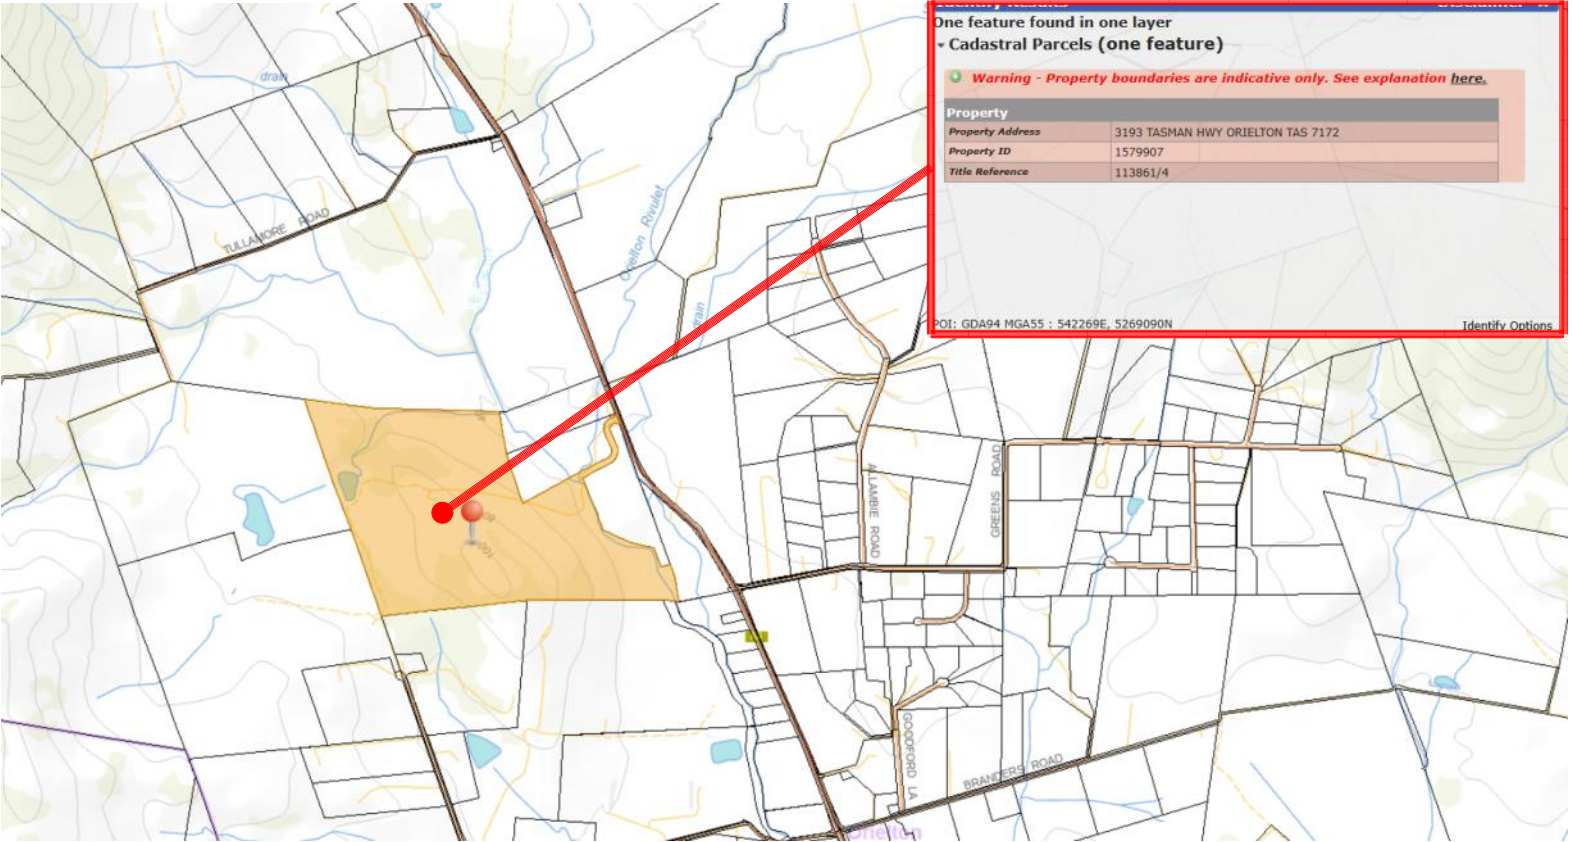 One feature found in one layer
Cadastral Parcels (one feature)
Warning - Property boundaries are indicative only. See explanation here.
Property
Property Address 3193 TASMAN HWY ORIELTON TAS 7172
Property ID 1579907
Title Reference 113861/4
POI: GDA94 MGA55 : 542269E, 5269090N
Identify Options
drain
TULLAMORE ROAD
Orielton Rivulet
drain
ALLAMBIE ROAD
GREENS ROAD
GOODFORD LA
BRANDERS ROAD
Orielton